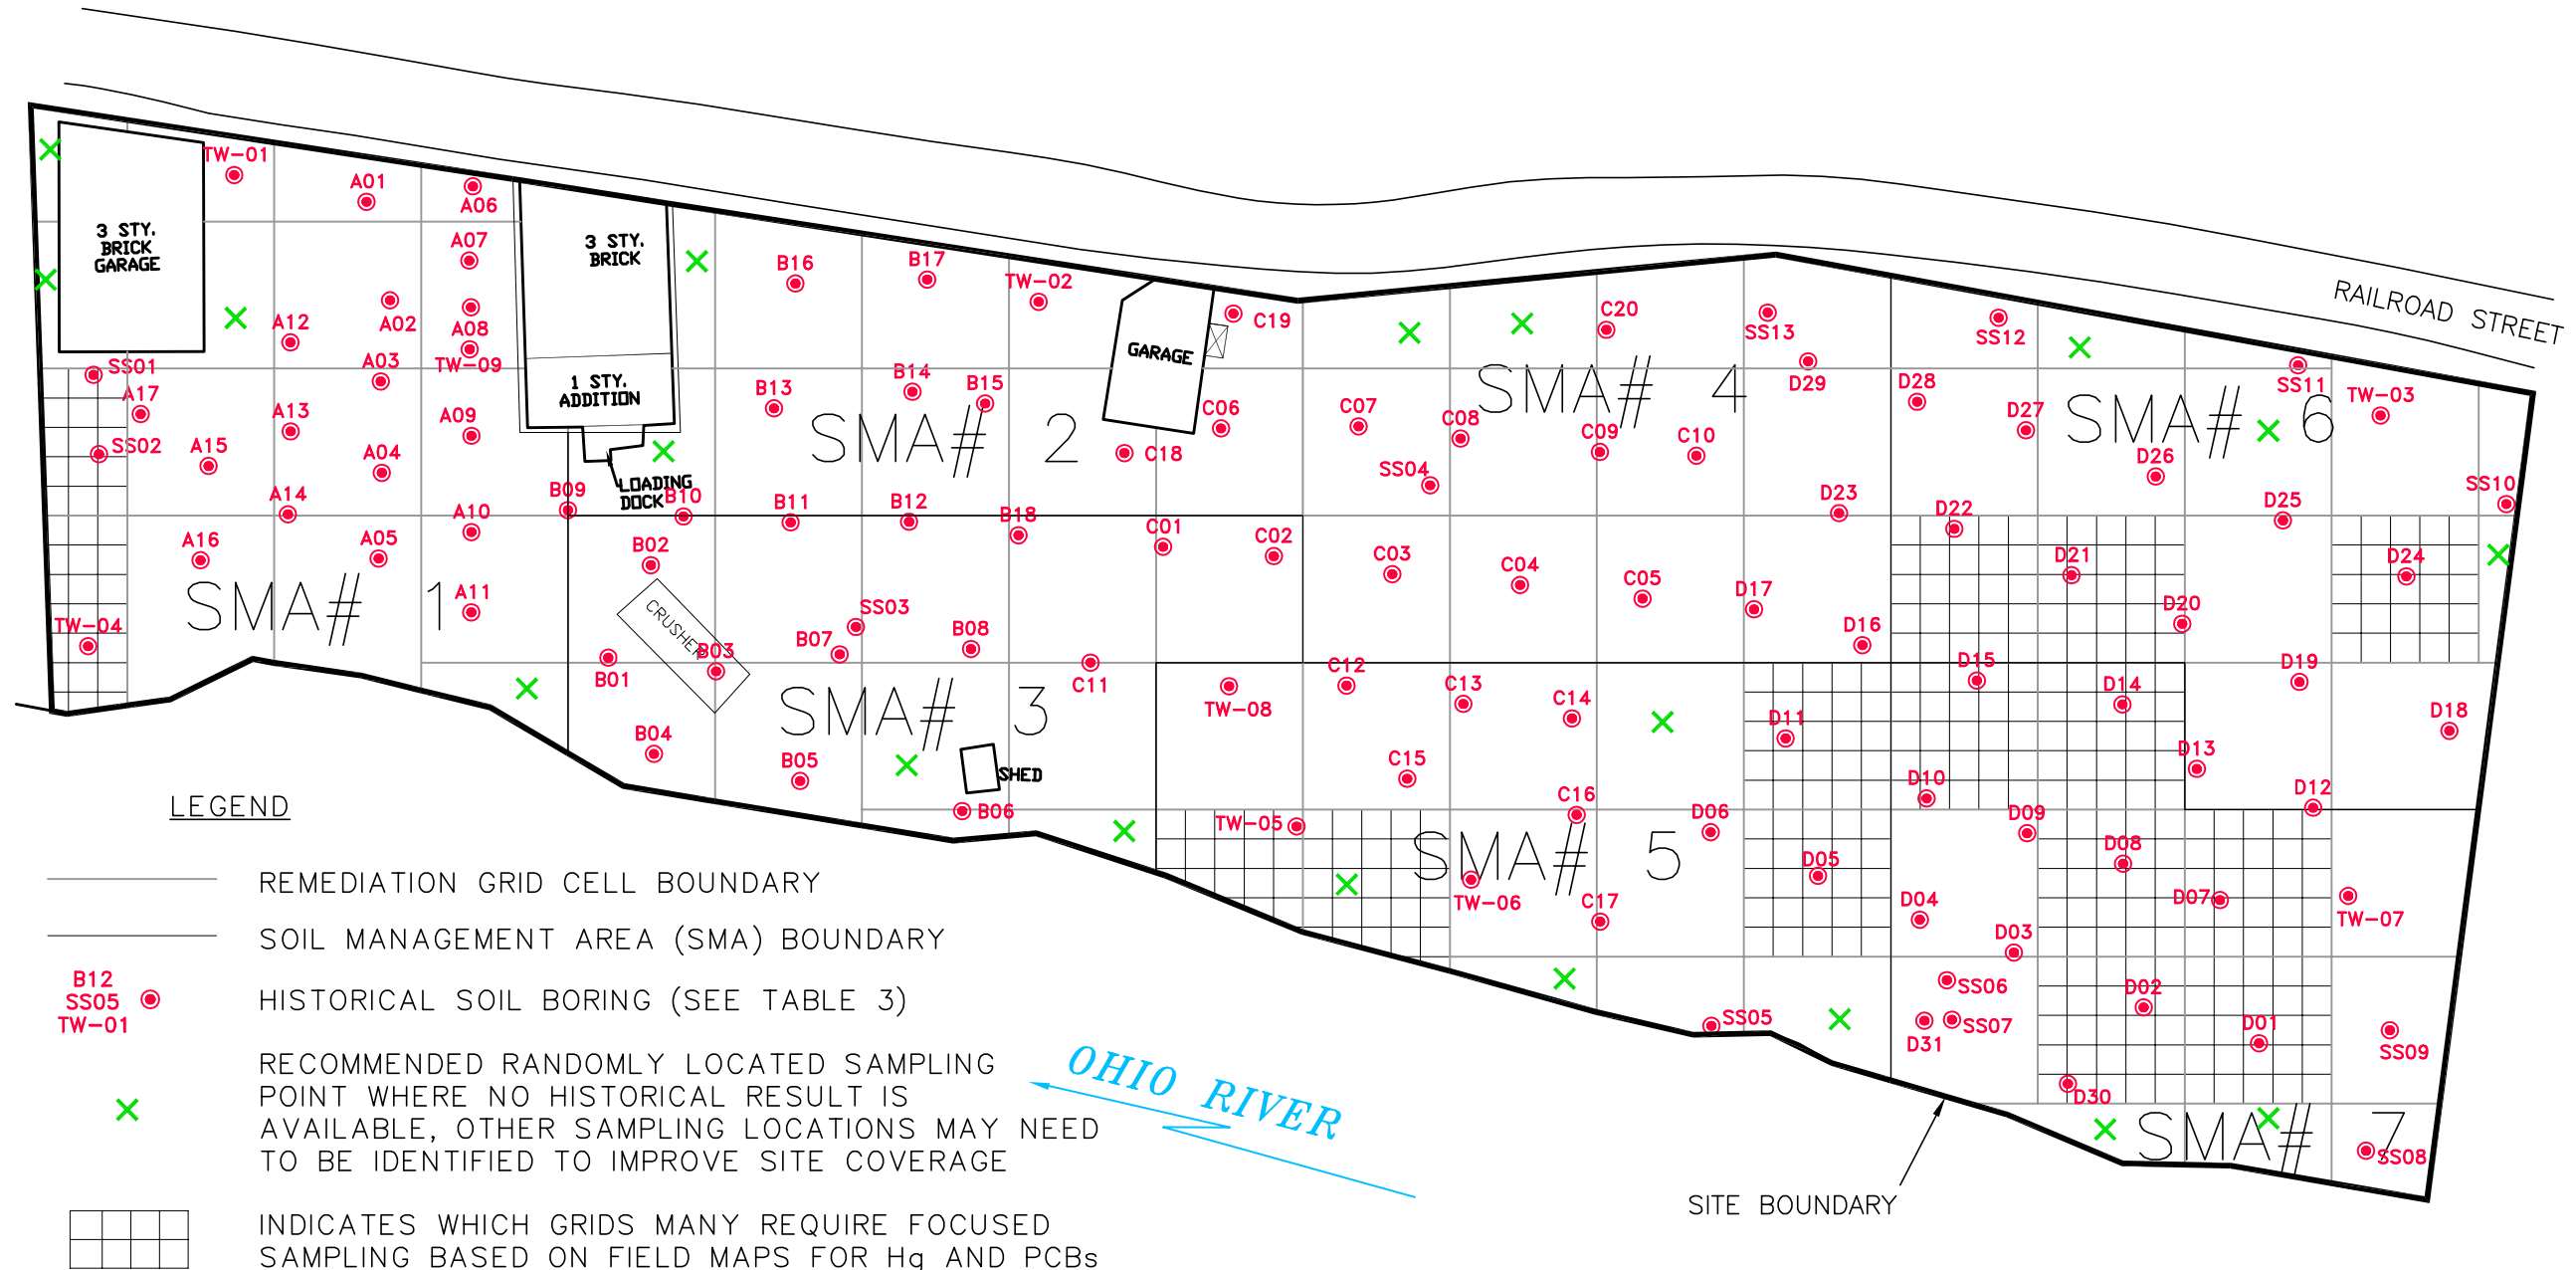 TW-01
A01
A06
3 STY.
BRICK
GARAGE
A07
3 STY.
BRICK
B16
B17
TW-02
A12
A02
A08
TW-09
A03
C19
GARAGE
C20
SS13
SS12
RAILROAD STREET
SS01
A17
A13
A09
1 STY.
ADDITION
B13
B14
B15
SMA# 2
C06
C07
C08
SMA# 4
D29
D28
D27
SMA# 6
SS11
TW-03
SS02
A15
A04
LOADING
DOCK
C18
SS04
C09
C10
D26
SS10
A14
A10
B09
B10
B11
B12
B18
C01
C02
D23
D22
D25
A16
A05
B02
C03
C04
C05
D17
D21
D24
SMA# 1
A11
CRUSHER
SS03
D20
TW-04
B01
B03
B07
B08
C11
C12
D16
D15
D19
SMA# 3
TW-08
C13
C14
D11
D14
D18
B04
B05
SHED
C15
D10
D13
D12
LEGEND
B06
TW-05
C16
D06
D09
D08
SMA# 5
D05
REMEDIATION GRID CELL BOUNDARY
TW-06
C17
D04
D07
TW-07
SOIL MANAGEMENT AREA (SMA) BOUNDARY
D03
B12
SS05
TW-01
HISTORICAL SOIL BORING (SEE TABLE 3)
SS05
SS06
SS07
D31
D02
D01
SS09
RECOMMENDED RANDOMLY LOCATED SAMPLING
POINT WHERE NO HISTORICAL RESULT IS
AVAILABLE, OTHER SAMPLING LOCATIONS MAY NEED
TO BE IDENTIFIED TO IMPROVE SITE COVERAGE
OHIO RIVER
D30
SMA# 7
SS08
SITE BOUNDARY
INDICATES WHICH GRIDS MANY REQUIRE FOCUSED
SAMPLING BASED ON FIELD MAPS FOR Hg AND PCBs